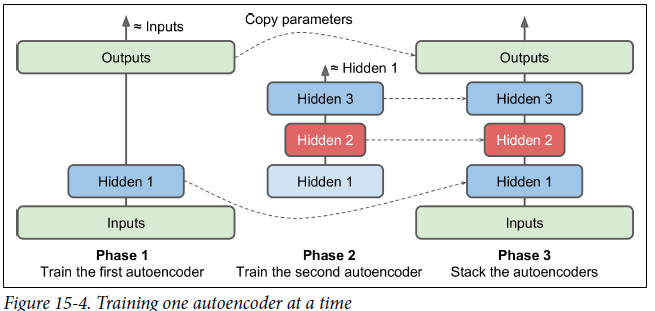 ≈ Inputs
Copy parameters
Outputs
Outputs
≈ Hidden 1
Hidden 3
Hidden 3
Hidden 2
Hidden 2
Hidden 1
Hidden 1
Hidden 1
Inputs
Inputs
Phase 1
Train the first autoencoder
Phase 2
Train the second autoencoder
Phase 3
Stack the autoencoders
Figure 15-4. Training one autoencoder at a time